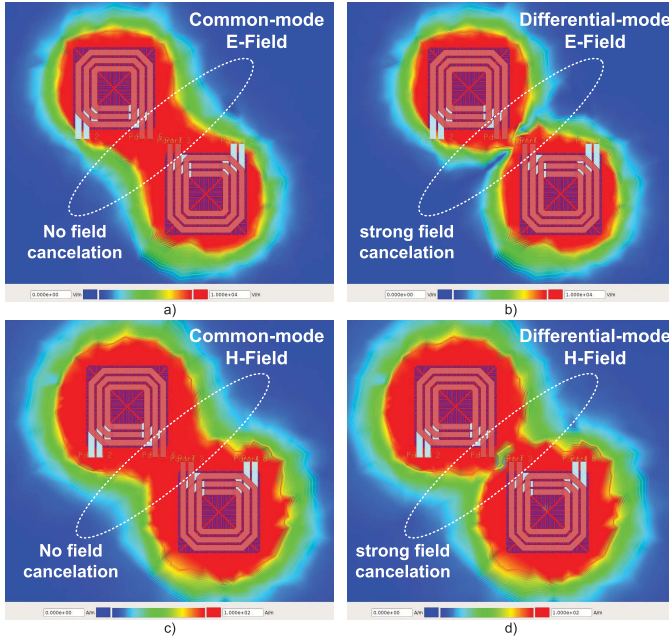 Common-mode
E-Field
No field
cancelation
0.000e+00 V/m 1.000e+04 V/m
a)
Differential-mode
E-Field
strong field
cancelation
0.000e+00 V/m 1.000e+04 V/m
b)
Common-mode
H-Field
No field
cancelation
0.000e+00 A/m 1.000e+02 A/m
c)
Differential-mode
H-Field
strong field
cancelation
0.000e+00 A/m 1.000e+02 A/m
d)